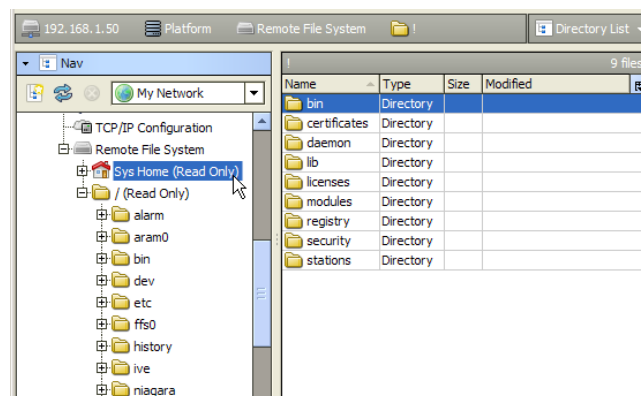 192.168.1.50 Platform Remote File System ! Directory List
Nav
My Network
TCP/IP Configuration
Remote File System
Sys Home (Read Only)
/ (Read Only)
alarm
aram0
bin
dev
etc
ffs0
history
ive
niagara
! 9 files
Name Type Size Modified
bin Directory
certificates Directory
daemon Directory
lib Directory
licenses Directory
modules Directory
registry Directory
security Directory
stations Directory